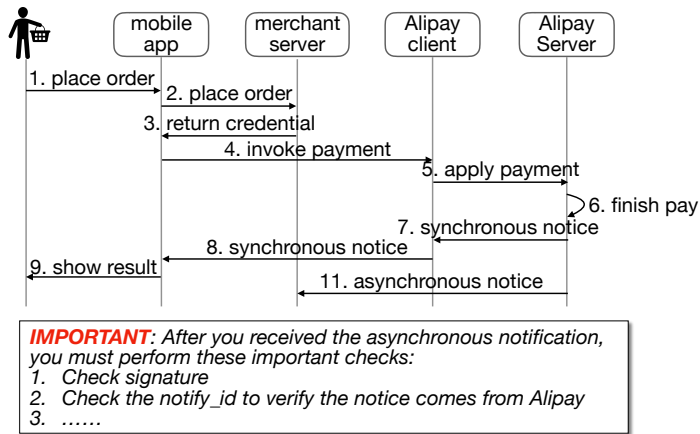 mobile app
merchant server
Alipay client
Alipay Server
1. place order
2. place order
3. return credential
4. invoke payment
5. apply payment
6. finish pay
7. synchronous notice
8. synchronous notice
9. show result
11. asynchronous notice
IMPORTANT: After you received the asynchronous notification,
you must perform these important checks:
1. Check signature
2. Check the notify_id to verify the notice comes from Alipay
3. ......